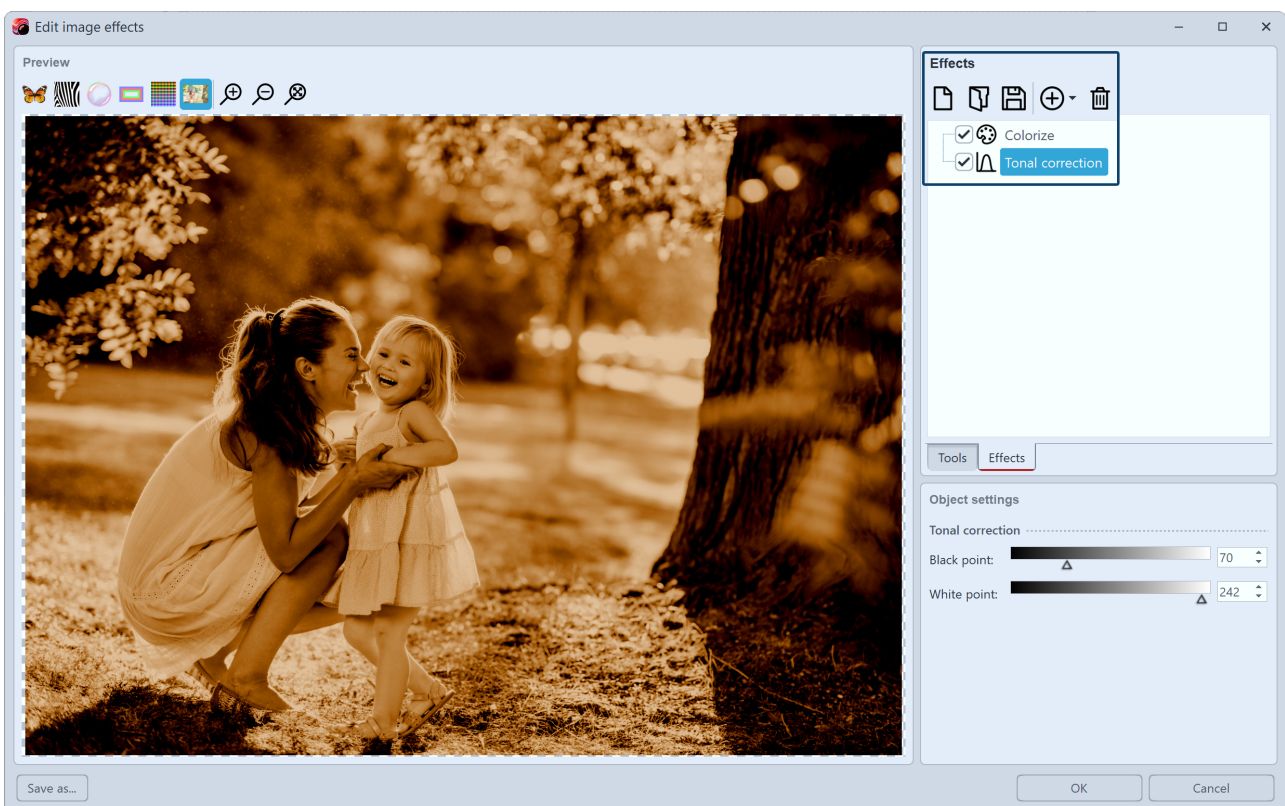 Edit image effects
Preview
Effects
Colorize
Tonal correction
Tools
Effects
Object settings
Tonal correction
Black point:
70
White point:
242
Save as...
OK
Cancel